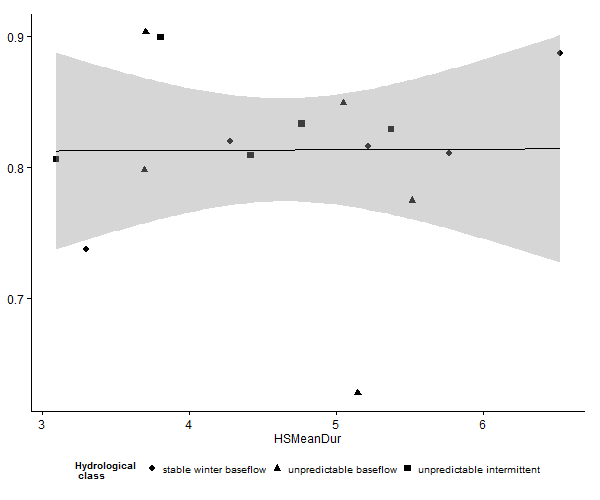 0.9
0.8
0.7
3 4 5 6
HSMeanDur
Hydrological
class
stable winter baseflow unpredictable baseflow unpredictable intermittent